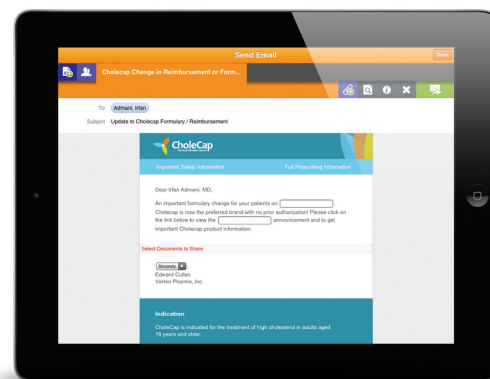 Send Email
Cholecap Change in Reimbursement or Form...
To Admani, Irfan
Subject Update to Cholecap Formulary / Reimbursement
CholeCap
Important Safety Information Full Prescribing Information
Dear Irfan Admani, MD,
An important formulary change for your patients on
Cholecap is now the preferred brand with no prior authorization! Please click on
the link below to view the announcement and to get
important Cholecap product information.
Select Documents to Share
Sincerely
Edward Cullen
Vertex Pharma, Inc.
Indication
CholeCap is indicated for the treatment of high cholesterol in adults aged
18 years and older.